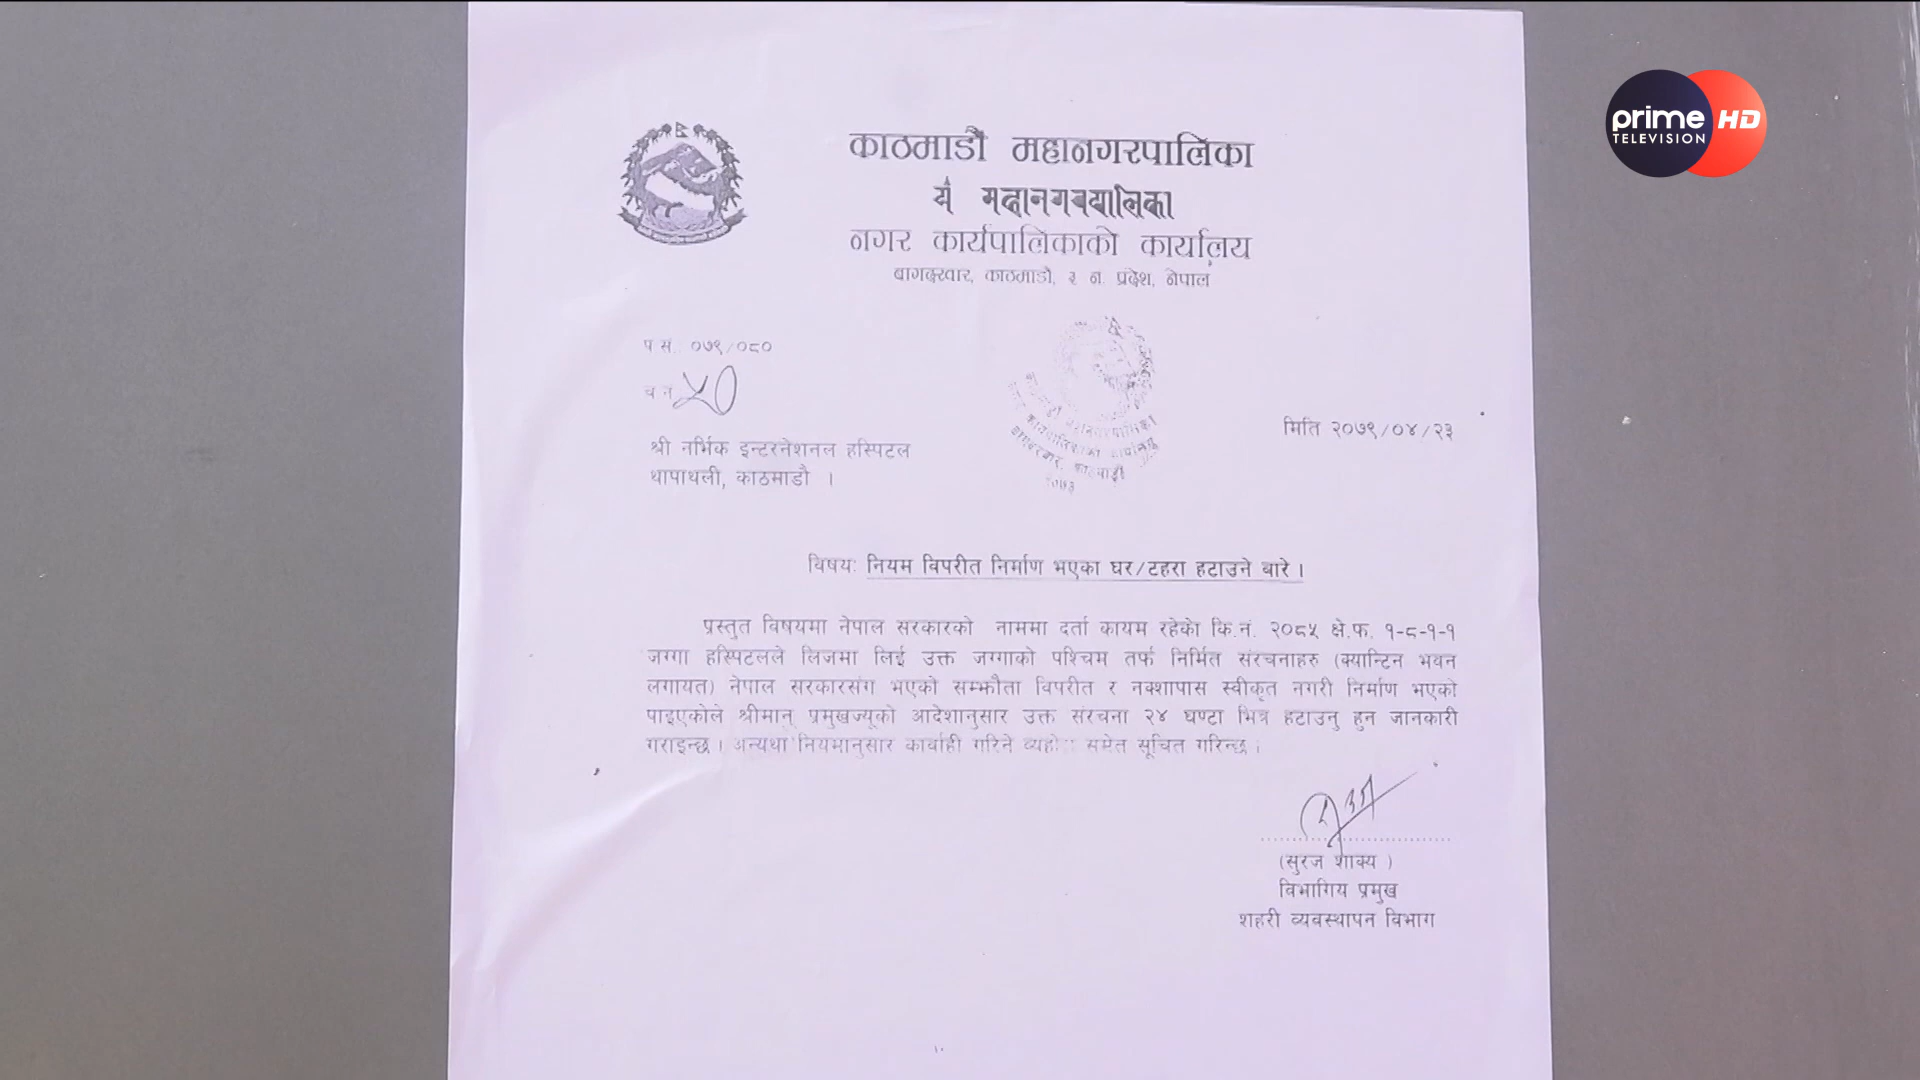 prime HD
TELEVISION
काठमाडौं महानगरपालिका
यें महानगरपालिका
नगर कार्यपालिकाको कार्यालय
बागदरवार, काठमाडौं, ३ न. प्रदेश, नेपाल
प.सं. ०७९/०८०
च.नं. ५०
मिति २०७९/०४/२३
श्री नर्भिक इन्टरनेशनल हस्पिटल
थापाथली, काठमाडौं ।
विषय: नियम विपरीत निर्माण भएका घर/टहरा हटाउने बारे ।
प्रस्तुत विषयमा नेपाल सरकारको नाममा दर्ता कायम रहेको कि.नं. २०८५ क्षे.फ. १-८-१-१
जग्गा हस्पिटलले लिजमा लिई उक्त जग्गाको पश्चिम तर्फ निर्मित संरचनाहरु (क्यान्टिन भवन
लगायत) नेपाल सरकारसंग भएको सम्झौता विपरीत र नक्शापास स्वीकृत नगरी निर्माण भएको
पाइएकोले श्रीमान् प्रमुखज्यूको आदेशानुसार उक्त संरचना २४ घण्टा भित्र हटाउनु हुन जानकारी
गराइन्छ । अन्यथा नियमानुसार कार्वाही गरिने समेत सूचित गरिन्छ ।
(सुरज शाक्य )
विभागिय प्रमुख
शहरी व्यवस्थापन विभाग